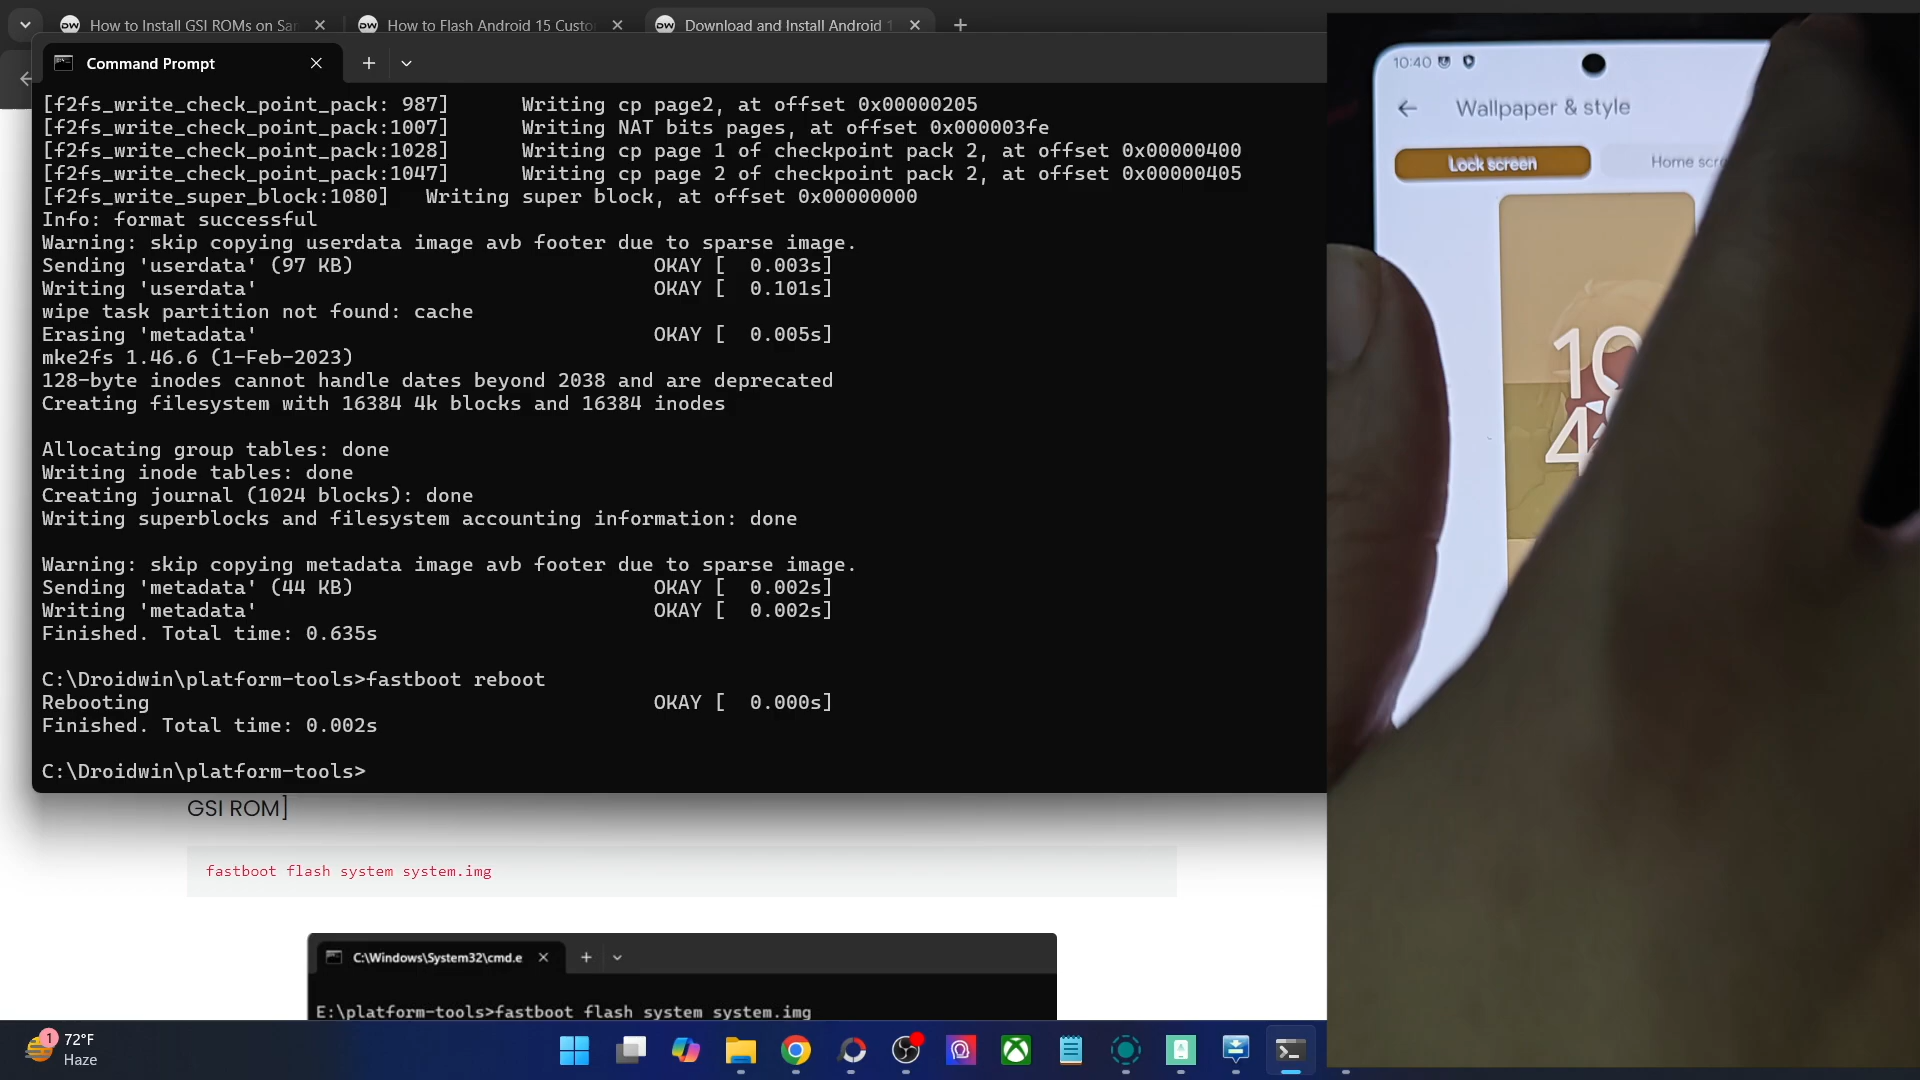 How to Install GSI ROMs on Sar
How to Flash Android 15 Custo
Download and Install Android 1
Command Prompt
[f2fs_write_check_point_pack: 987] Writing cp page2, at offset 0x00000205
[f2fs_write_check_point_pack:1007] Writing NAT bits pages, at offset 0x000003fe
[f2fs_write_check_point_pack:1028] Writing cp page 1 of checkpoint pack 2, at offset 0x00000400
[f2fs_write_check_point_pack:1047] Writing cp page 2 of checkpoint pack 2, at offset 0x00000405
[f2fs_write_super_block:1080] Writing super block, at offset 0x00000000
Info: format successful
Warning: skip copying userdata image avb footer due to sparse image.
Sending 'userdata' (97 KB) OKAY [ 0.003s]
Writing 'userdata' OKAY [ 0.101s]
wipe task partition not found: cache
Erasing 'metadata' OKAY [ 0.005s]
mke2fs 1.46.6 (1-Feb-2023)
128-byte inodes cannot handle dates beyond 2038 and are deprecated
Creating filesystem with 16384 4k blocks and 16384 inodes
Allocating group tables: done
Writing inode tables: done
Creating journal (1024 blocks): done
Writing superblocks and filesystem accounting information: done
Warning: skip copying metadata image avb footer due to sparse image.
Sending 'metadata' (44 KB) OKAY [ 0.002s]
Writing 'metadata' OKAY [ 0.002s]
Finished. Total time: 0.635s
C:\Droidwin\platform-tools>fastboot reboot
Rebooting OKAY [ 0.000s]
Finished. Total time: 0.002s
C:\Droidwin\platform-tools>
GSI ROM]
fastboot flash system system.img
C:\Windows\System32\cmd.e
E:\platform-tools>fastboot flash system system.img
1
72°F
Haze
10:40
Wallpaper & style
Lock screen
Home scre
10
4